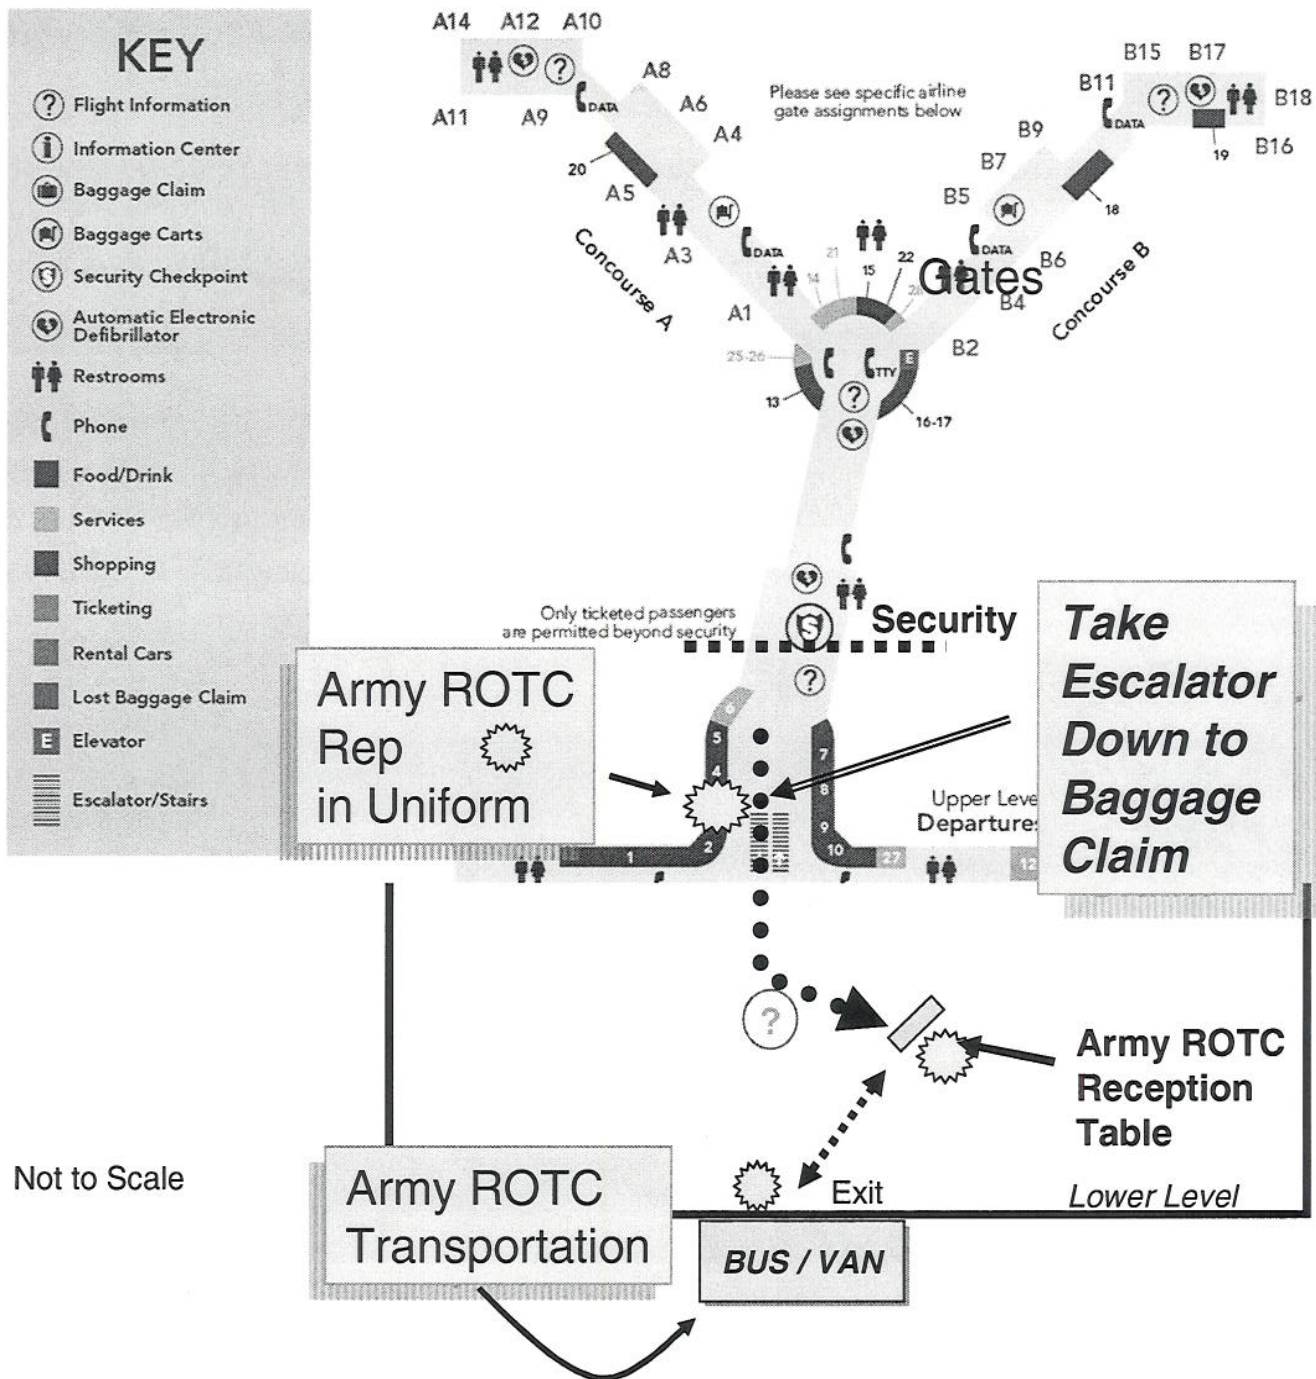 KEY
Flight Information
Information Center
Baggage Claim
Baggage Carts
Security Checkpoint
Automatic Electronic
Defibrillator
Restrooms
Phone
Food/Drink
Services
Shopping
Ticketing
Rental Cars
Lost Baggage Claim
E Elevator
Escalator/Stairs
A14 A12 A10
A11 A9
A8
A6
A4
DATA
20
A5
A3
DATA
A1
Concourse A
Please see specific airline
gate assignments below
B15 B17
B11
B18
B16
DATA
19
B9
B7
18
B5
DATA
B6
B4
B2
Concourse B
Gates
21
14
15
22
25-26
13
TTY
E
16-17
Only ticketed passengers
are permitted beyond security
Security
Army ROTC
Rep
in Uniform
Take
Escalator
Down to
Baggage
Claim
6
5
4
2
1
7
8
9
10
27
12
Upper Leve
Departures
Army ROTC
Reception
Table
Not to Scale
Army ROTC
Transportation
Exit
Lower Level
BUS / VAN